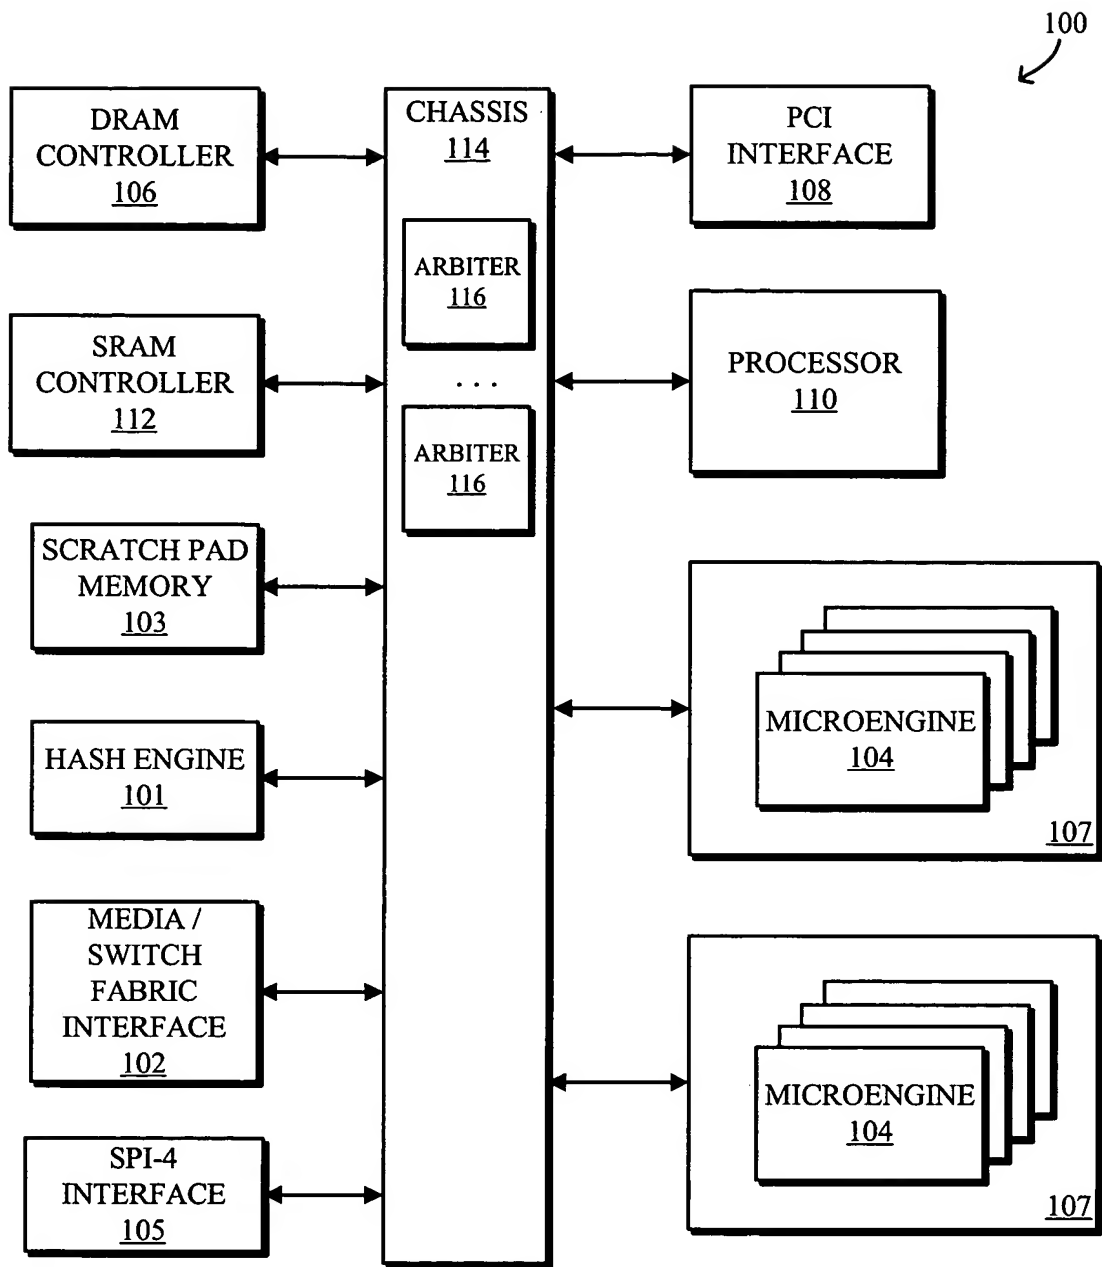 100
DRAM
CONTROLLER
106
SRAM
CONTROLLER
112
SCRATCH PAD
MEMORY
103
HASH ENGINE
101
MEDIA /
SWITCH
FABRIC
INTERFACE
102
SPI-4
INTERFACE
105
CHASSIS
114
ARBITER
116
. . .
ARBITER
116
PCI
INTERFACE
108
PROCESSOR
110
MICROENGINE
104
107
MICROENGINE
104
107